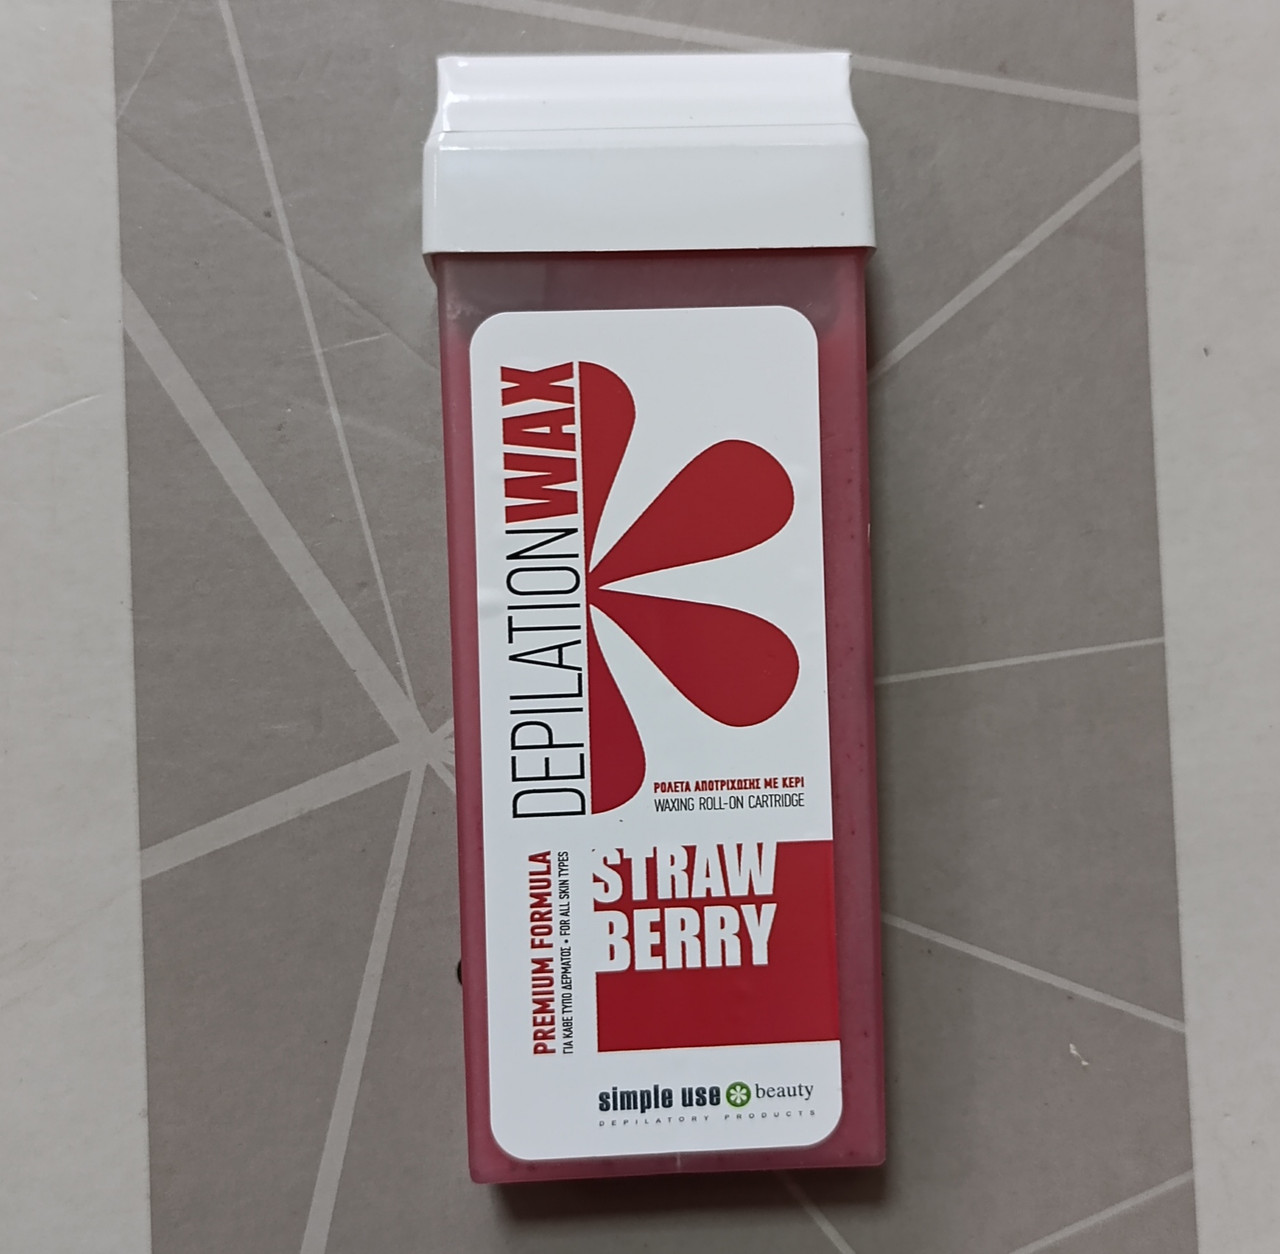 DEPILATIONWAX
ΡΟΛΕΤΑ ΑΠΟΤΡΙΧΩΣΗΣ ΜΕ ΚΕΡΙ
WAXING ROLL-ON CARTRIDGE
PREMIUM FORMULA
ΓΙΑ ΚΑΘΕ ΤΥΠΟ ΔΕΡΜΑΤΟΣ • FOR ALL SKIN TYPES
STRAW
BERRY
simple use beauty
DEPILATORY PRODUCTS